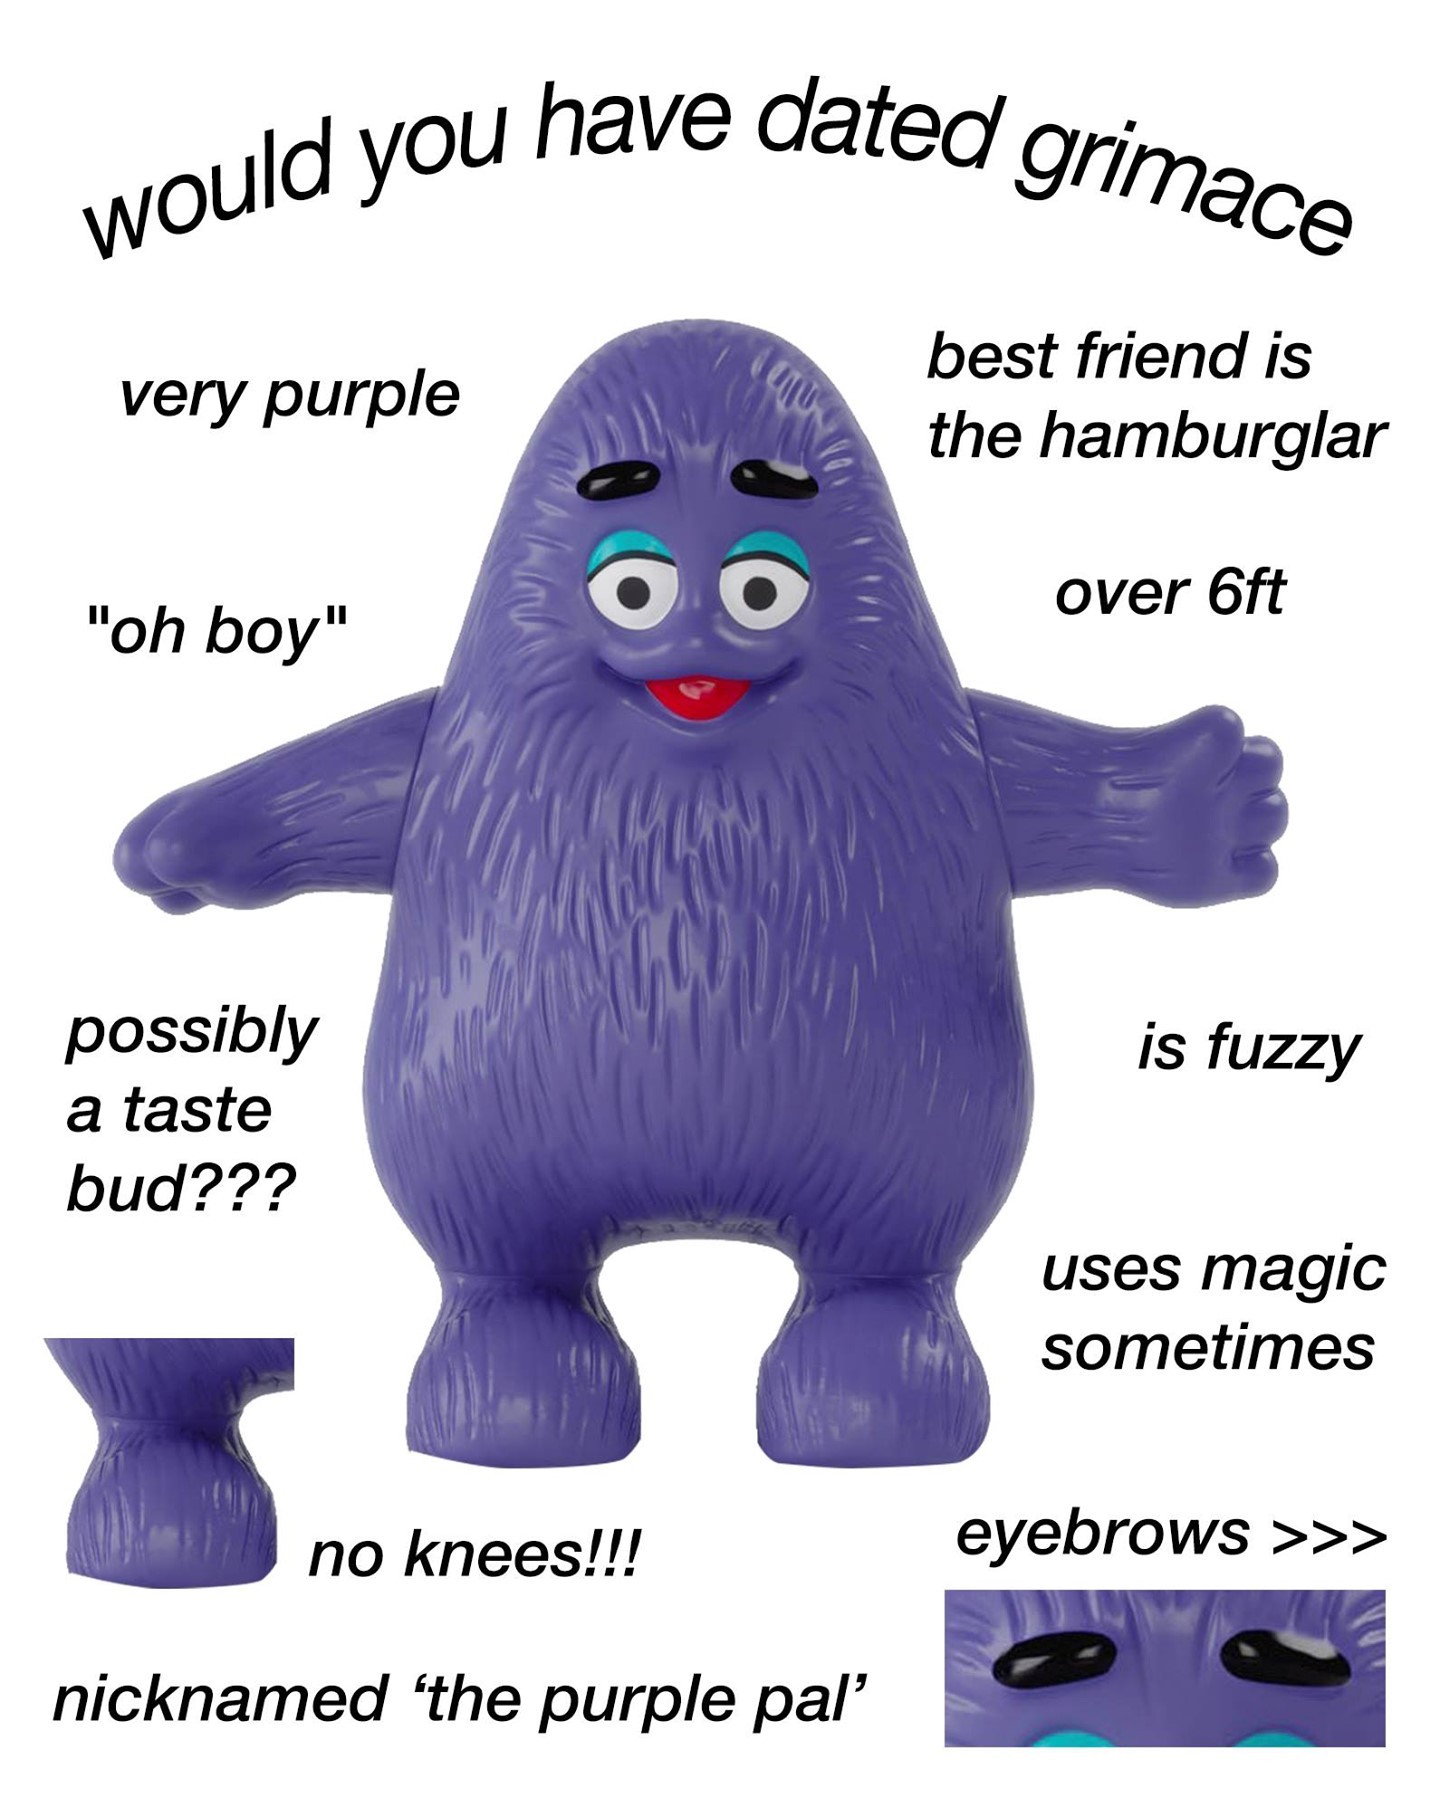 would you have dated grimace
very purple
best friend is
the hamburglar
"oh boy"
over 6ft
possibly
a taste
bud???
is fuzzy
uses magic
sometimes
no knees!!!
eyebrows >>>
nicknamed ‘the purple pal’